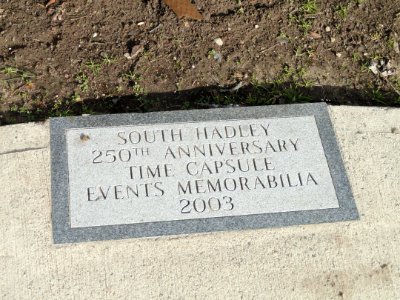 SOUTH HADLEY
250TH ANNIVERSARY
TIME CAPSULE
EVENTS MEMORABILIA
2003